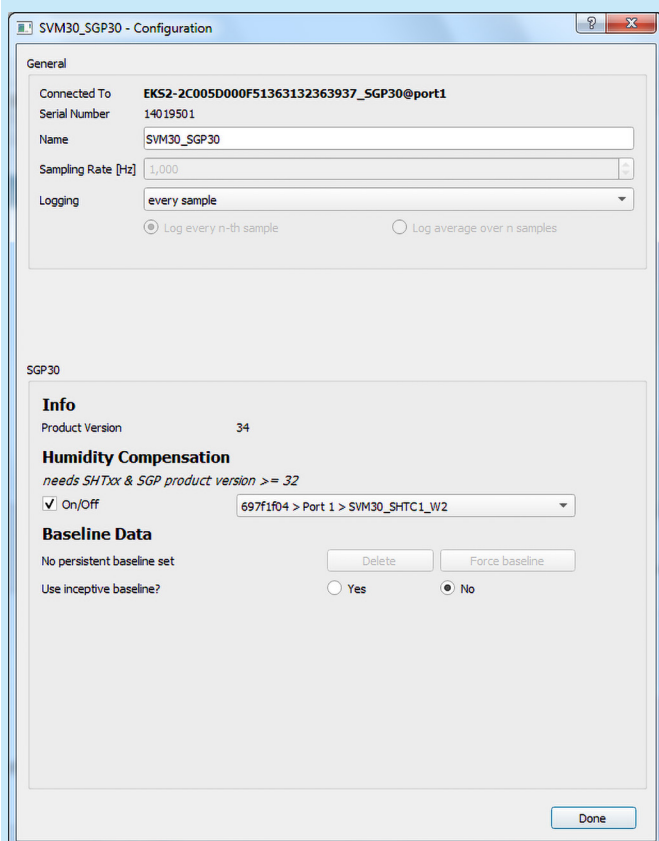 SVM30_SGP30 - Configuration
?
X
General
Connected To EKS2-2C005D000F51363132363937_SGP30@port1
Serial Number 14019501
Name SVM30_SGP30
Sampling Rate [Hz] 1,000
Logging every sample
Log every n-th sample Log average over n samples
SGP30
Info
Product Version 34
Humidity Compensation
needs SHTxx & SGP product version >= 32
On/Off 697f1f04 > Port 1 > SVM30_SHTC1_W2
Baseline Data
No persistent baseline set Delete Force baseline
Use inceptive baseline? Yes No
Done